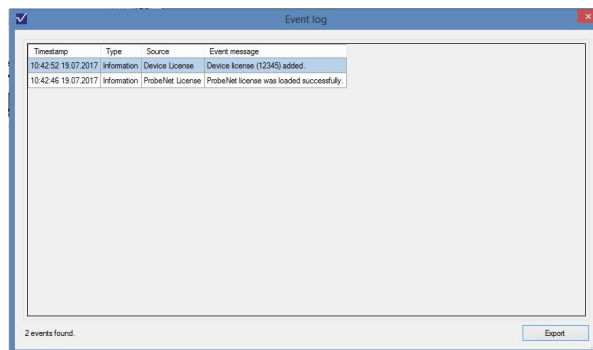 Event log
Timestamp Type Source Event message
10:42:52 19.07.2017 Information Device License Device license (12345) added.
10:42:46 19.07.2017 Information ProbeNet License ProbeNet license was loaded successfully.
2 events found.
Export